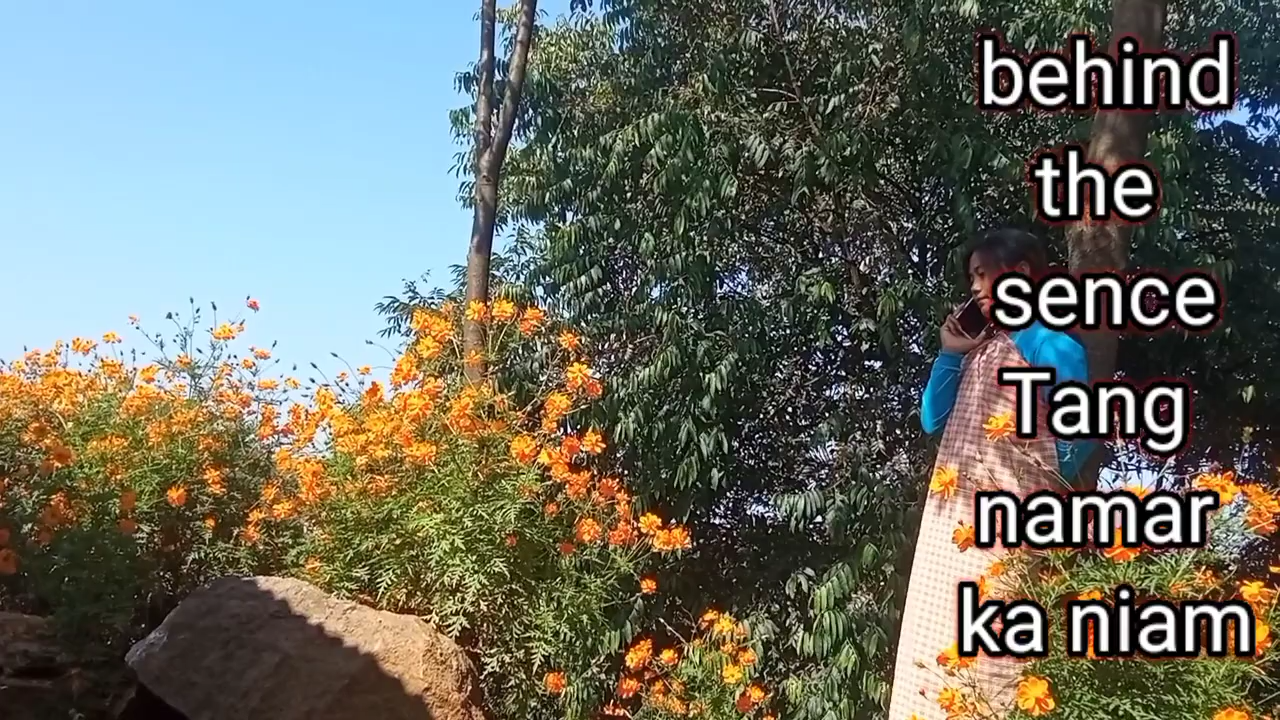 behind
the
sence
Tang
namar
ka niam